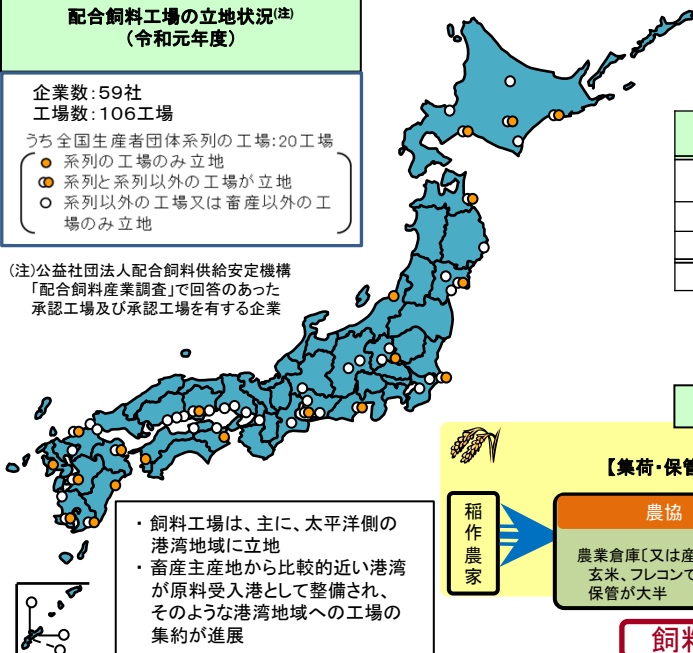 配合飼料工場の立地状況(注)
(令和元年度)
企業数:59社
工場数:106工場
うち全国生産者団体系列の工場:20工場
系列の工場のみ立地
系列と系列以外の工場が立地
系列以外の工場又は畜産以外の工
場のみ立地
(注)公益社団法人配合飼料供給安定機構
「配合飼料産業調査」で回答のあった
承認工場及び承認工場を有する企業
・飼料工場は、主に、太平洋側の
港湾地域に立地
・畜産主産地から比較的近い港湾
が原料受入港として整備され、
そのような港湾地域への工場の
集約が進展
【集荷・保管
稲作農家
農協
農業倉庫〔又は産
玄米、フレコンで
保管が大半
飼料